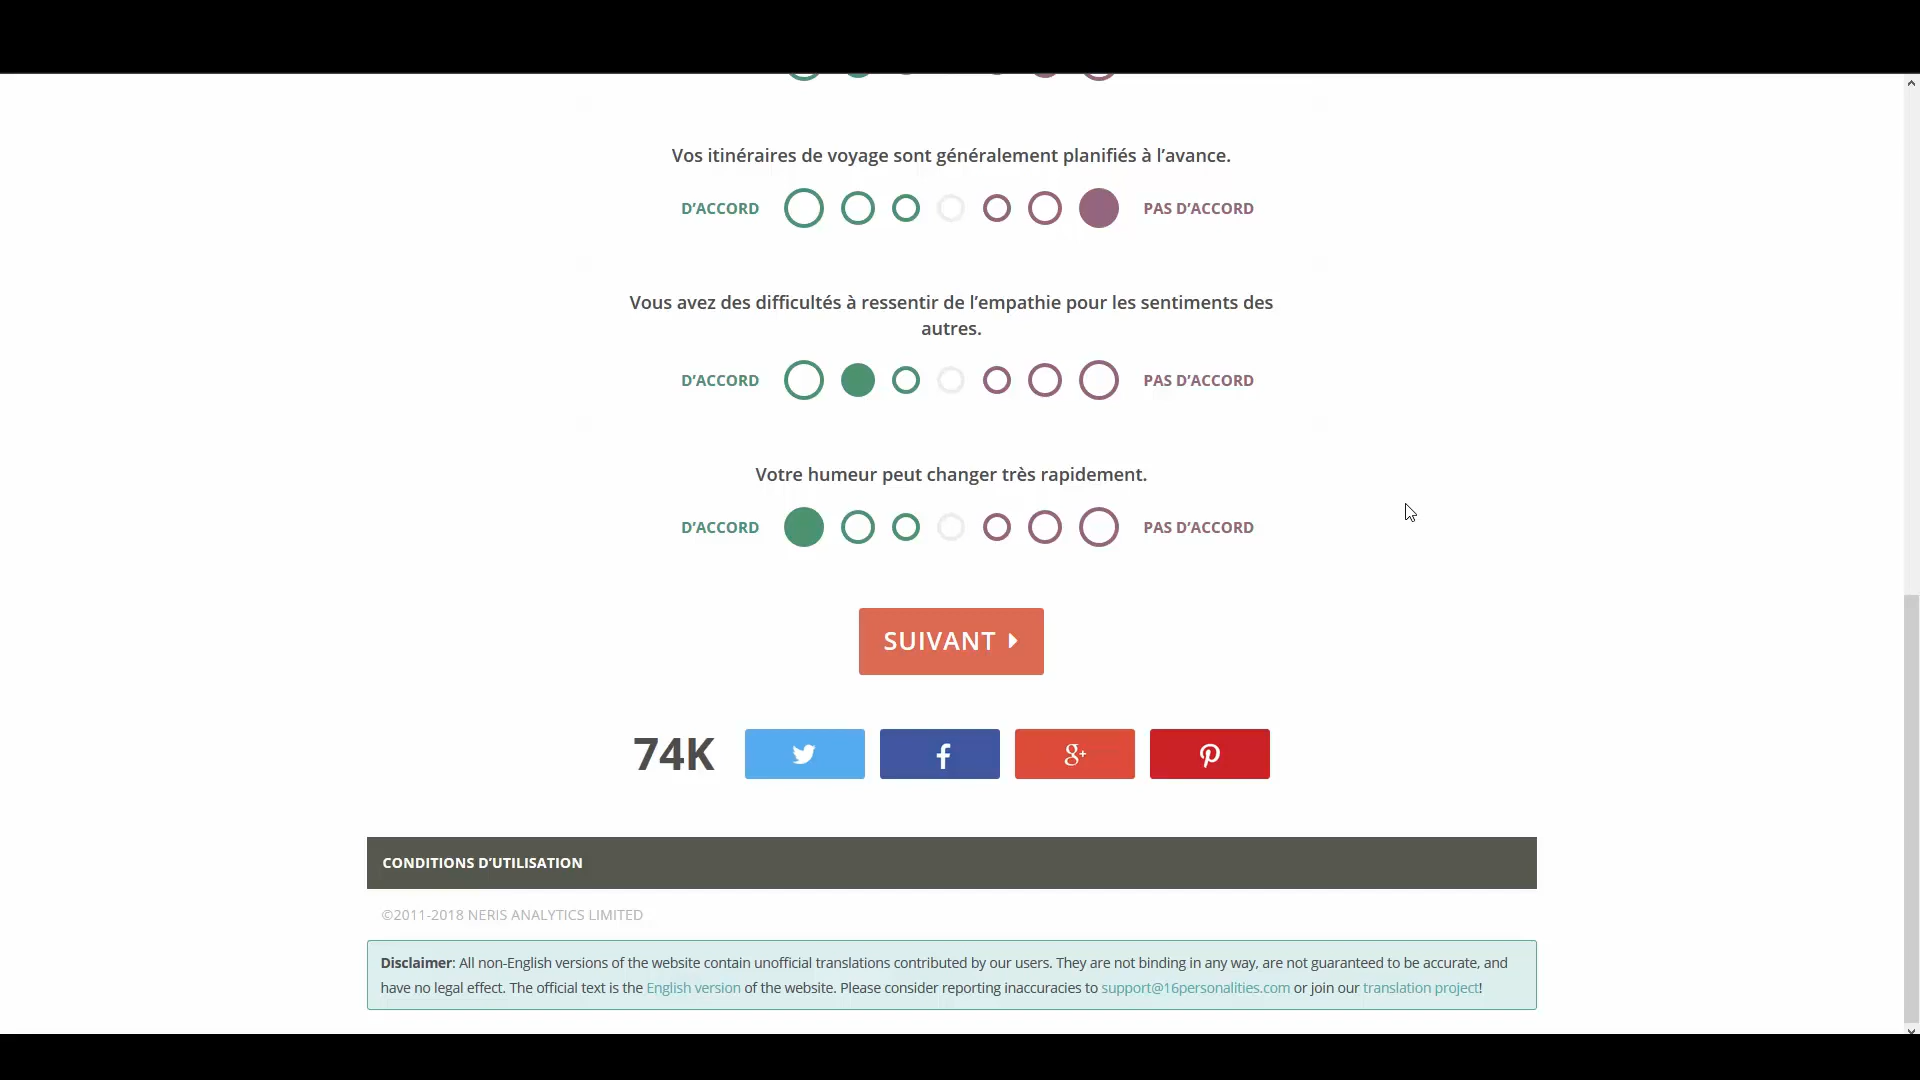 Vos itinéraires de voyage sont généralement planifiés à l’avance.
D’ACCORD PAS D’ACCORD
Vous avez des difficultés à ressentir de l’empathie pour les sentiments des
autres.
D’ACCORD PAS D’ACCORD
Votre humeur peut changer très rapidement.
D’ACCORD PAS D’ACCORD
SUIVANT
74K
CONDITIONS D’UTILISATION
©2011-2018 NERIS ANALYTICS LIMITED
Disclaimer: All non-English versions of the website contain unofficial translations contributed by our users. They are not binding in any way, are not guaranteed to be accurate, and
have no legal effect. The official text is the English version of the website. Please consider reporting inaccuracies to support@16personalities.com or join our translation project!